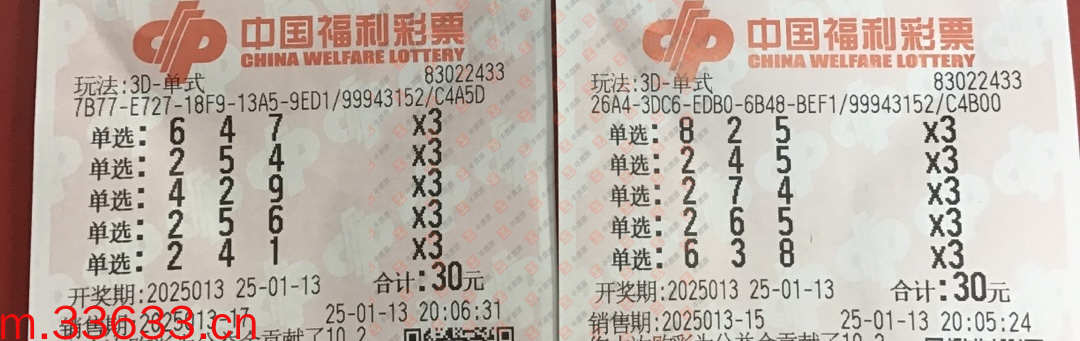 中国福利彩票
CHINA WELFARE LOTTERY
玩法:3D-单式 83022433
7B77-E727-18F9-13A5-9ED1/99943152/C4A5D
单选: 6 4 7 x3
单选: 2 5 4 x3
单选: 4 2 9 x3
单选: 2 5 6 x3
单选: 2 4 1 x3
开奖期:2025013 25-01-13 合计:30元
销售期:2025013-17 25-01-13 20:06:31
m.33633.cn
中国福利彩票
CHINA WELFARE LOTTERY
玩法:3D-单式 83022433
26A4-3DC6-EDB0-6B48-BEF1/99943152/C4B00
单选: 8 2 5 x3
单选: 2 4 5 x3
单选: 2 7 4 x3
单选: 2 6 5 x3
单选: 6 3 8 x3
开奖期:2025013 25-01-13 合计:30元
销售期:2025013-15 25-01-13 20:05:24